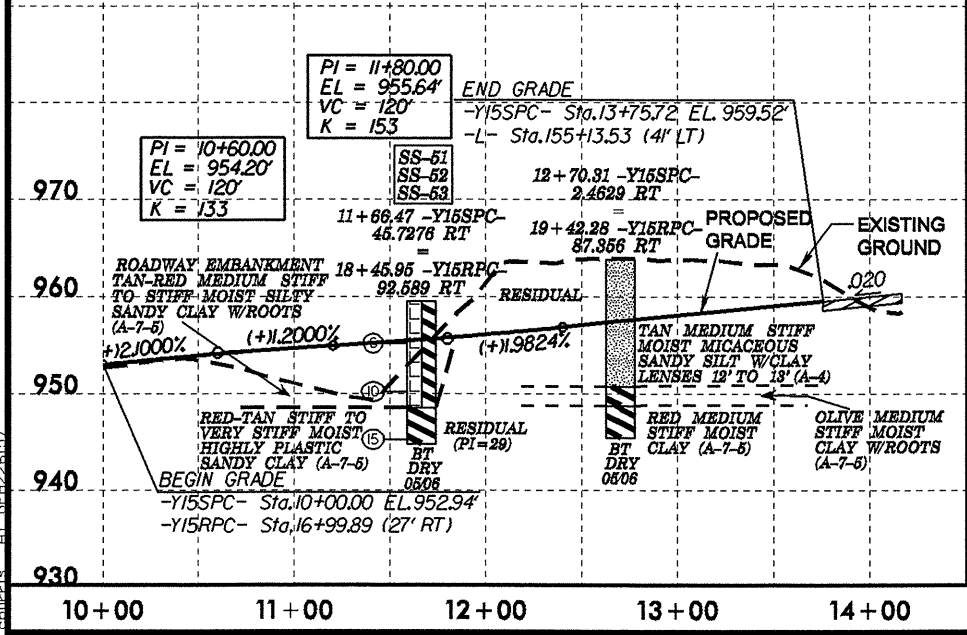 PI = 11+80.00
EL = 955.64'
VC = 120'
K = 153
END GRADE
-Y15SPC- Sta.13+75.72 EL. 959.52'
-L- Sta.155+13.53 (41' LT)
PI = 10+60.00
EL = 954.20'
VC = 120'
K = 133
SS-51
SS-52
SS-53
11+66.47 -Y15SPC-
45.7276 RT
=
18+45.95 -Y15RPC-
92.589 RT
12+70.31 -Y15SPC-
2.4629 RT
=
19+42.28 -Y15RPC-
87.356 RT
PROPOSED
GRADE
EXISTING
GROUND
970
960
950
940
930
ROADWAY EMBANKMENT
TAN-RED MEDIUM STIFF
TO STIFF MOIST SILTY
SANDY CLAY W/ROOTS
(A-7-5)
RESIDUAL
.020
(+)2.1000%
(+)1.2000%
(+)1.9824%
6
10
15
TAN MEDIUM STIFF
MOIST MICACEOUS
SANDY SILT W/CLAY
LENSES 12' TO 13' (A-4)
RED-TAN STIFF TO
VERY STIFF MOIST
HIGHLY PLASTIC
SANDY CLAY (A-7-5)
RESIDUAL
(PI=29)
BT
DRY
05/06
BT
DRY
05/06
RED MEDIUM
STIFF MOIST
CLAY (A-7-5)
OLIVE MEDIUM
STIFF MOIST
CLAY W/ROOTS
(A-7-5)
BEGIN GRADE
-Y15SPC- Sta.10+00.00 EL.952.94'
-Y15RPC- Sta.16+99.89 (27' RT)
10+00
11+00
12+00
13+00
14+00